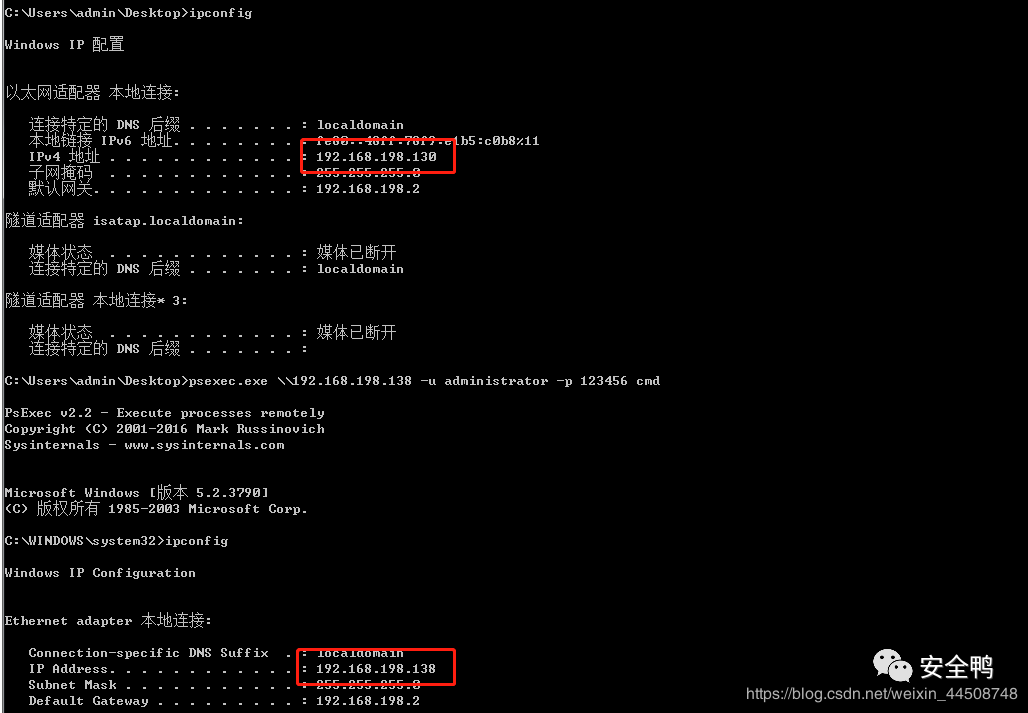 C:\Users\admin\Desktop>ipconfig
Windows IP 配置
以太网适配器 本地连接:
连接特定的 DNS 后缀 . . . . . . . : localdomain
本地链接 IPv6 地址. . . . . . . . :
IPv4 地址 . . . . . . . . . . . . : 192.168.198.130
子网掩码 . . . . . . . . . . . . : 255.255.255.0
默认网关. . . . . . . . . . . . . : 192.168.198.2
隧道适配器 isatap.localdomain:
媒体状态 . . . . . . . . . . . . : 媒体已断开
连接特定的 DNS 后缀 . . . . . . . : localdomain
隧道适配器 本地连接* 3:
媒体状态 . . . . . . . . . . . . : 媒体已断开
连接特定的 DNS 后缀 . . . . . . . :
C:\Users\admin\Desktop>psexec.exe \\192.168.198.138 -u administrator -p 123456 cmd
PsExec v2.2 - Execute processes remotely
Copyright (C) 2001-2016 Mark Russinovich
Sysinternals - www.sysinternals.com
Microsoft Windows [版本 5.2.3790]
(C) 版权所有 1985-2003 Microsoft Corp.
C:\WINDOWS\system32>ipconfig
Windows IP Configuration
Ethernet adapter 本地连接:
Connection-specific DNS Suffix . : localdomain
IP Address. . . . . . . . . . . . : 192.168.198.138
Subnet Mask . . . . . . . . . . . : 255.255.255.0
Default Gateway . . . . . . . . . : 192.168.198.2
安全鸭
https://blog.csdn.net/weixin_44508748